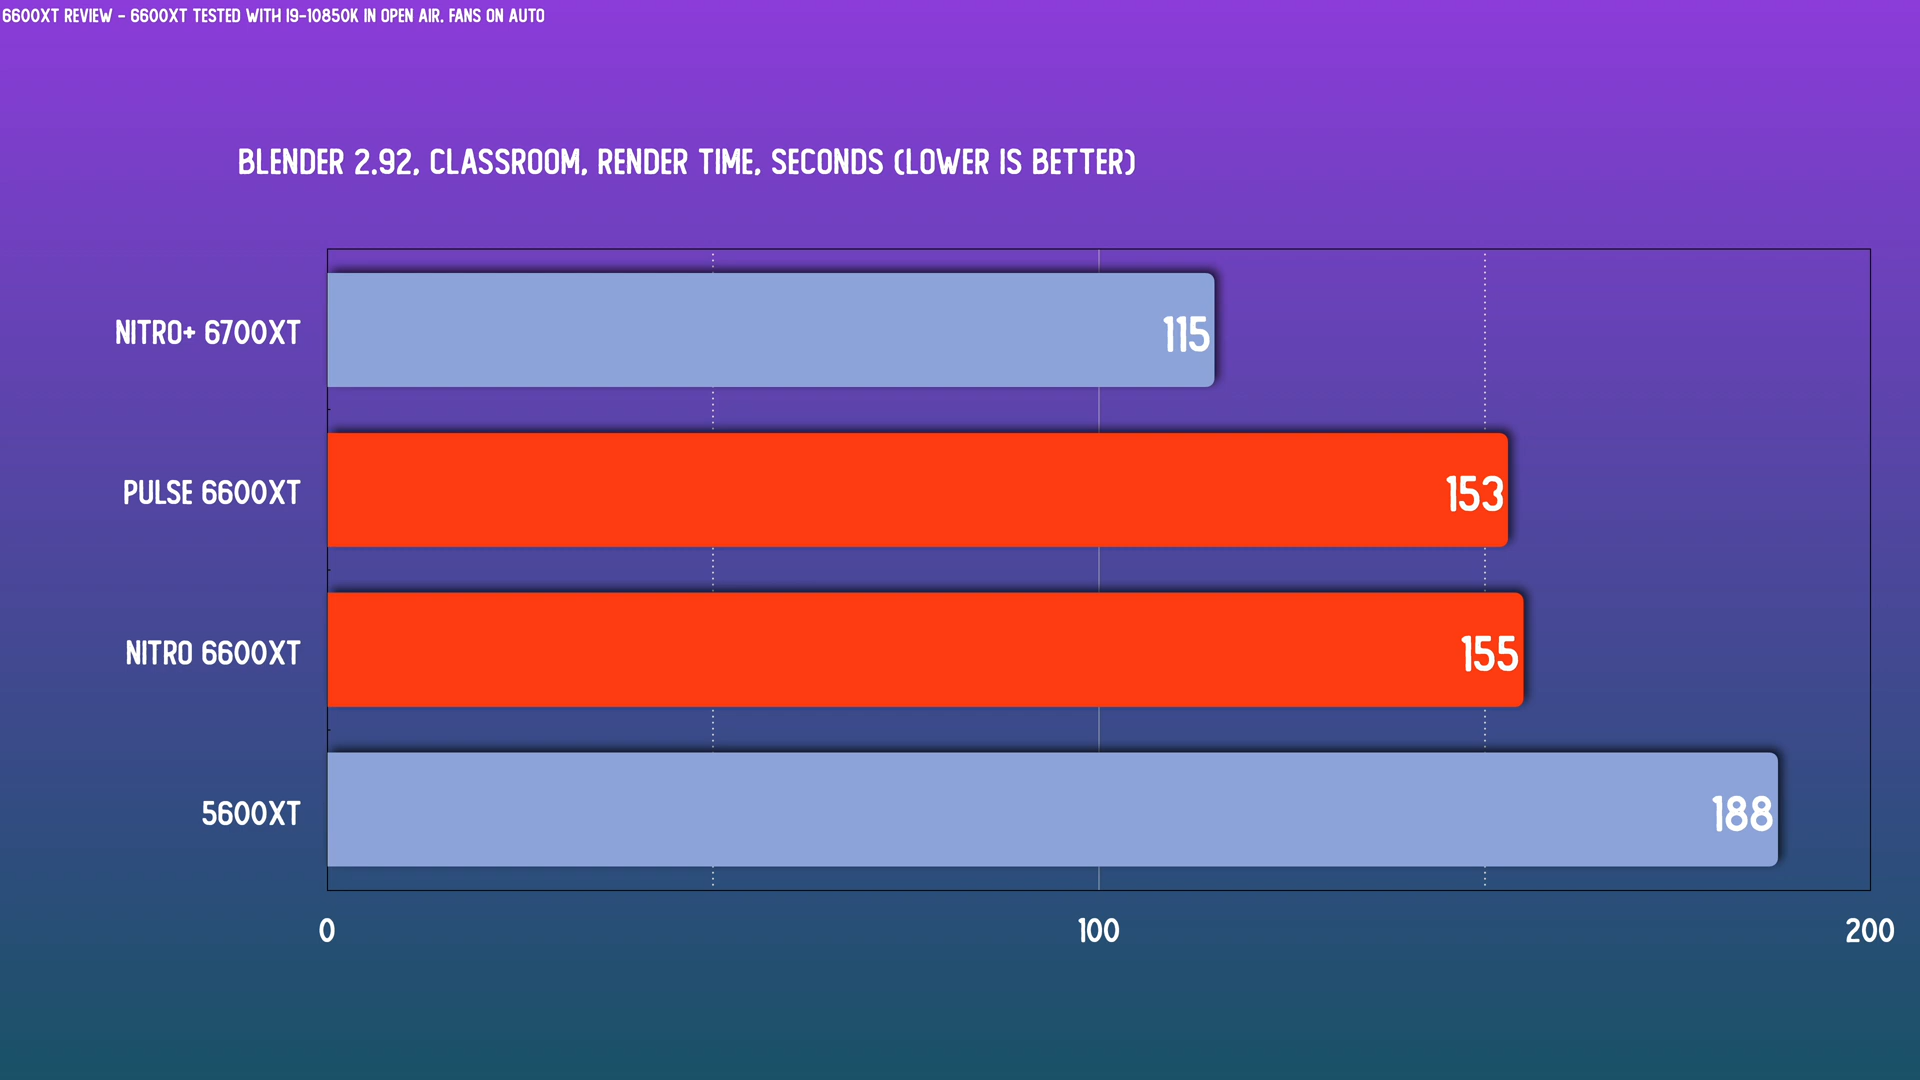 6600XT REVIEW - 6600XT TESTED WITH I9-10850K IN OPEN AIR. FANS ON AUTO
BLENDER 2.92, CLASSROOM, RENDER TIME, SECONDS (LOWER IS BETTER)
NITRO+ 6700XT
115
PULSE 6600XT
153
NITRO 6600XT
155
5600XT
188
0
100
200